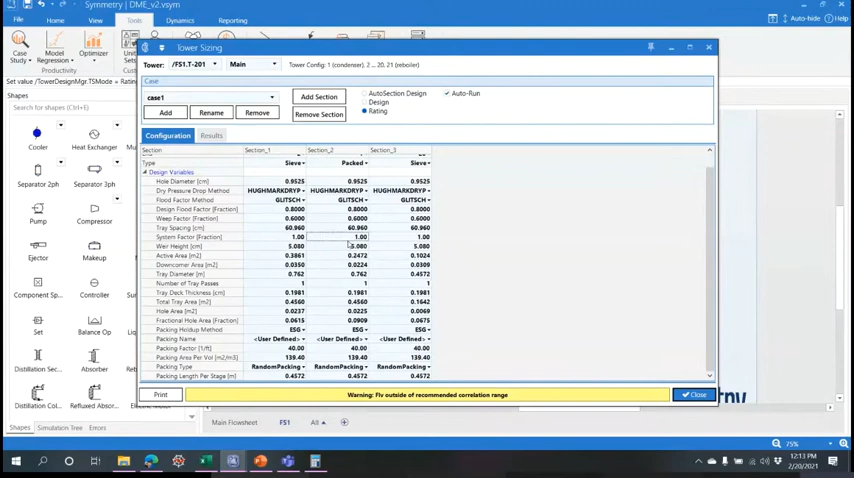 Symmetry - DME_v2.vsym
File Home View Tools Dynamics Reporting
Auto-hide Help
Case Study
Model Regression
Optimizer
Productivity
Set value /TowerDesignMgr.TSMode = Ratin
Shapes
Search for shapes (Ctrl+E)
Cooler Heat Exchanger
Separator 2ph Separator 3ph
Pump Compressor
Ejector Makeup
Component Sp... Controller
Set Balance Op
Distillation Sec... Absorber
Distillation Col... Refluxed Absor...
Shapes Simulation Tree Errors
Tower Sizing
Tower: /FS1.T-201 Main Tower Config: 1 (condenser), 2 ... 20, 21 (reboiler)
Case
case1
Add Rename Remove
Add Section
Remove Section
AutoSection Design
Design
Rating
Auto-Run
Configuration Results
Section Section_1 Section_2 Section_3
Type Sieve Packed Sieve
Design Variables
Hole Diameter [cm] 0.9525 0.9525 0.9525
Dry Pressure Drop Method HUGHMARKDRYP HUGHMARKDRYP HUGHMARKDRYP
Flood Factor Method GLITSCH GLITSCH GLITSCH
Design Flood Factor [Fraction] 0.8000 0.8000 0.8000
Weep Factor [Fraction] 0.6000 0.6000 0.6000
Tray Spacing [cm] 60.960 60.960 60.960
System Factor [Fraction] 1.00 1.00 1.00
Weir Height [cm] 5.080 5.080 5.080
Active Area [m2] 0.3861 0.2472 0.1024
Downcomer Area [m2] 0.0350 0.0224 0.0309
Tray Diameter [m] 0.762 0.762 0.4572
Number of Tray Passes 1 1 1
Tray Deck Thickness [cm] 0.1981 0.1981 0.1981
Total Tray Area [m2] 0.4560 0.4560 0.1642
Hole Area [m2] 0.0237 0.0225 0.0069
Fractional Hole Area [Fraction] 0.0615 0.0909 0.0675
Packing Holdup Method ESG ESG ESG
Packing Name <User Defined> <User Defined> <User Defined>
Packing Factor [1/ft] 40.00 40.00 40.00
Packing Area Per Vol [m2/m3] 139.40 139.40 139.40
Packing Type RandomPacking RandomPacking RandomPacking
Packing Length Per Stage [m] 0.4572 0.4572 0.4572
Print
Warning: Flv outside of recommended correlation range
Close
Main Flowsheet FS1 All
75%
12:13 PM
2/20/2021